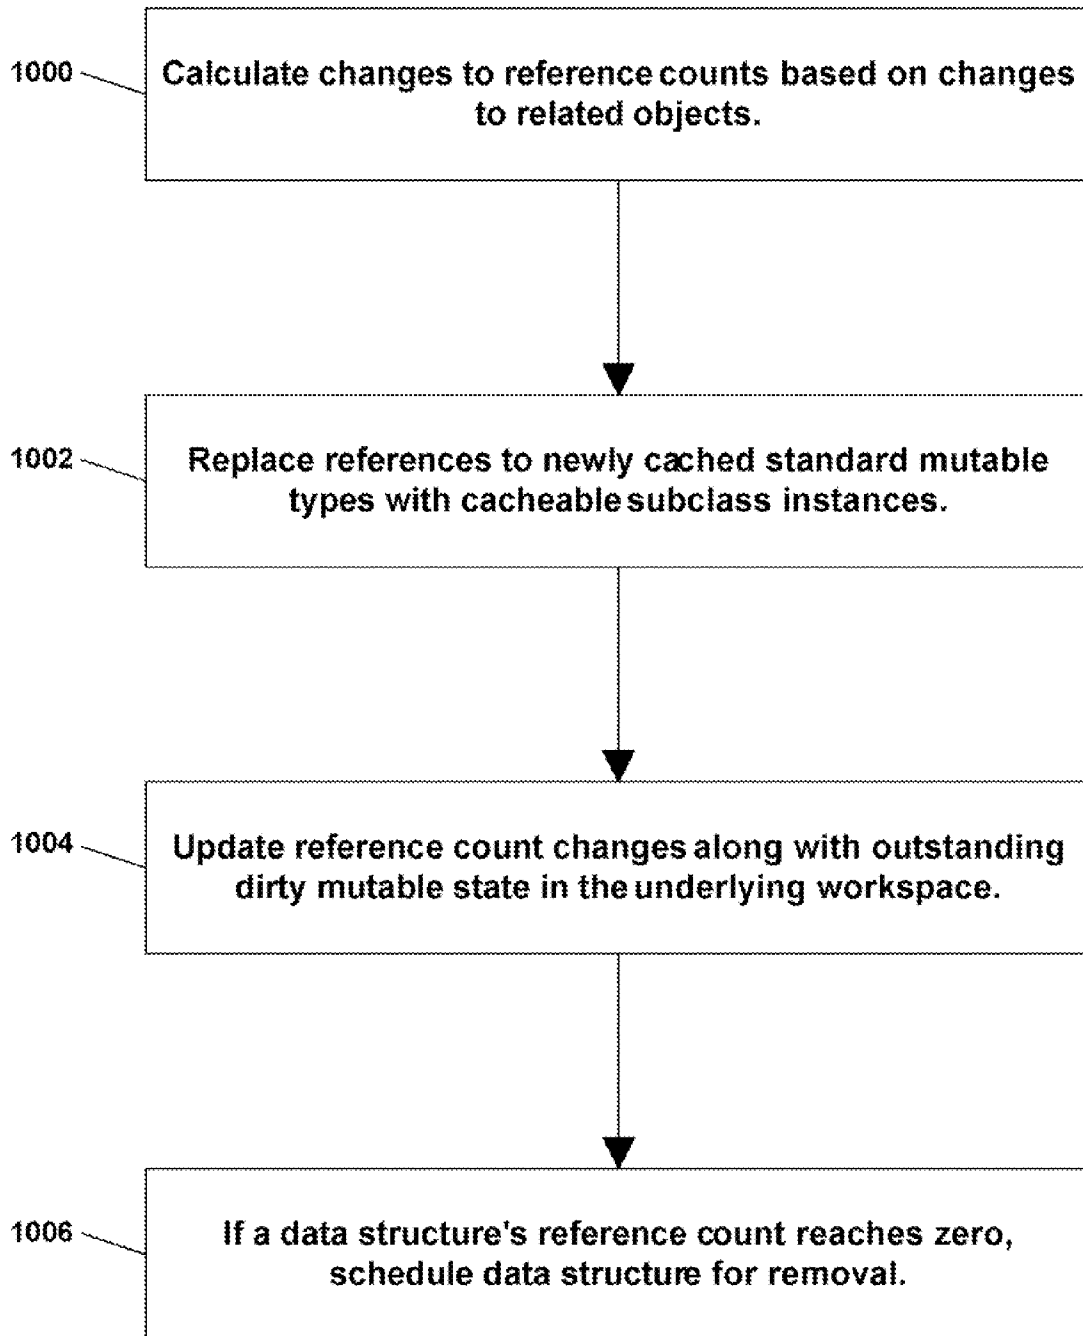 1000
Calculate changes to reference counts based on changes
to related objects.
1002
Replace references to newly cached standard mutable
types with cacheable subclass instances.
1004
Update reference count changes along with outstanding
dirty mutable state in the underlying workspace.
1006
If a data structure's reference count reaches zero,
schedule data structure for removal.